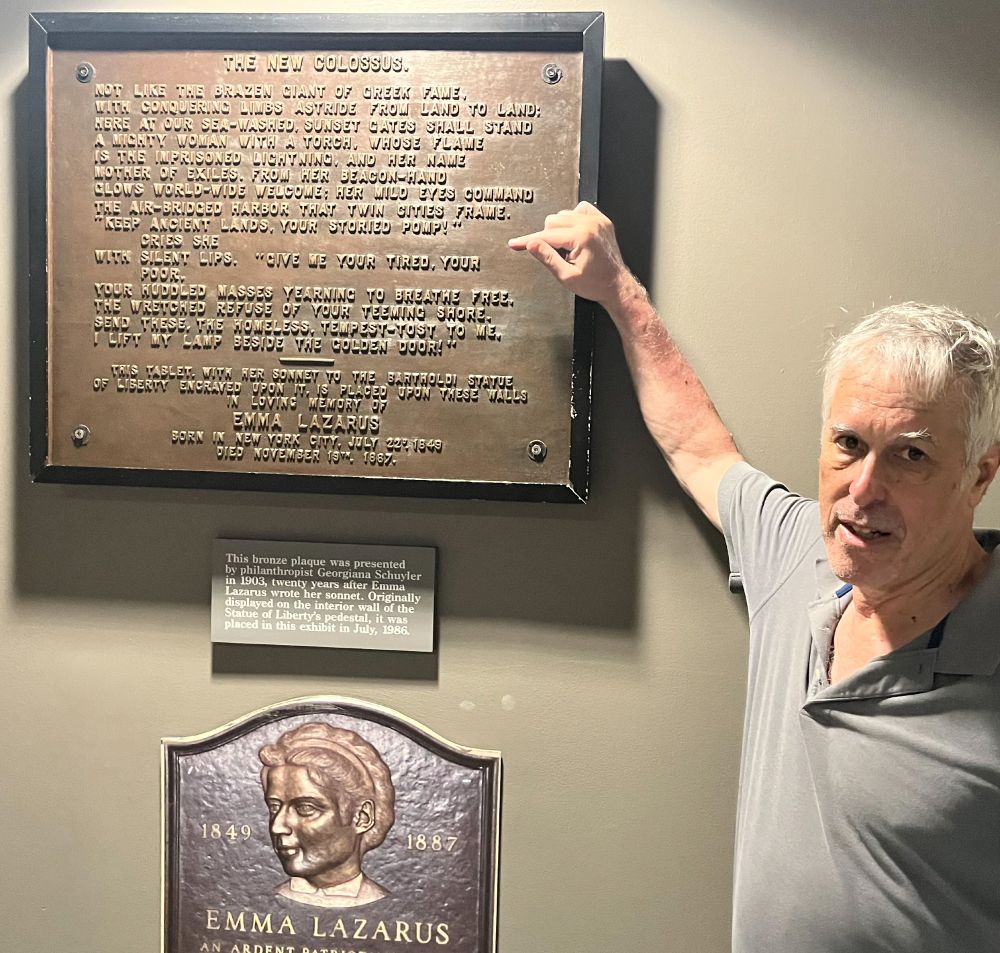 THE NEW COLOSSUS.
NOT LIKE THE BRAZEN GIANT OF GREEK FAME,
WITH CONQUERING LIMBS ASTRIDE FROM LAND TO LAND;
HERE AT OUR SEA-WASHED, SUNSET GATES SHALL STAND
A MIGHTY WOMAN WITH A TORCH, WHOSE FLAME
IS THE IMPRISONED LIGHTNING, AND HER NAME
MOTHER OF EXILES. FROM HER BEACON-HAND
GLOWS WORLD-WIDE WELCOME; HER MILD EYES COMMAND
THE AIR-BRIDGED HARBOR THAT TWIN CITIES FRAME.
"KEEP ANCIENT LANDS, YOUR STORIED POMP!"
CRIES SHE
WITH SILENT LIPS. "GIVE ME YOUR TIRED, YOUR
POOR,
YOUR HUDDLED MASSES YEARNING TO BREATHE FREE,
THE WRETCHED REFUSE OF YOUR TEEMING SHORE.
SEND THESE, THE HOMELESS, TEMPEST-TOST TO ME,
I LIFT MY LAMP BESIDE THE GOLDEN DOOR!"
THIS TABLET, WITH HER SONNET TO THE BARTHOLDI STATUE
OF LIBERTY ENGRAVED UPON IT, IS PLACED UPON THESE WALLS
IN LOVING MEMORY OF
EMMA LAZARUS
BORN IN NEW YORK CITY, JULY 22D, 1849
DIED NOVEMBER 19TH, 1887.
This bronze plaque was presented
by philanthropist Georgiana Schuyler
in 1903, twenty years after Emma
Lazarus wrote her sonnet. Originally
displayed on the interior wall of the
Statue of Liberty's pedestal, it was
placed in this exhibit in July, 1986.
1849 1887
EMMA LAZARUS
AN ARDENT PATRIOT